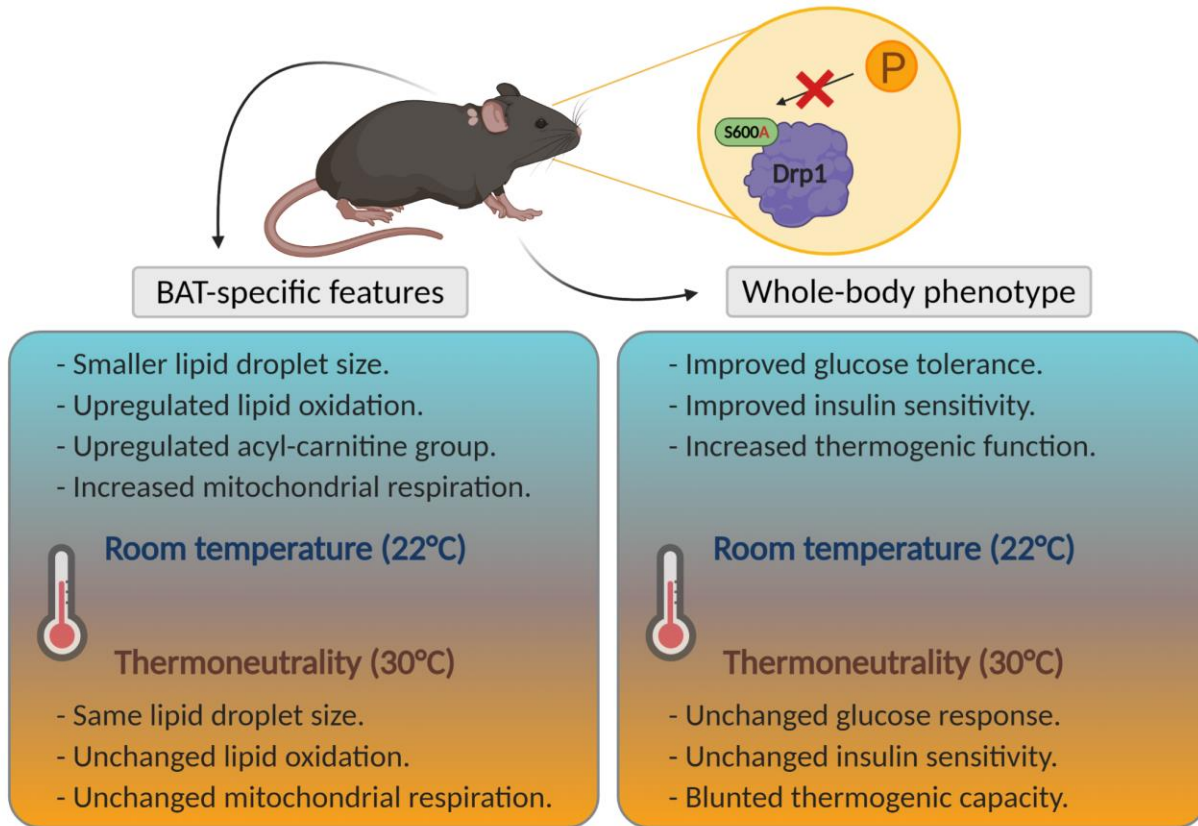 P
S600A
Drp1
BAT-specific features
Whole-body phenotype
- Smaller lipid droplet size.
- Upregulated lipid oxidation.
- Upregulated acyl-carnitine group.
- Increased mitochondrial respiration.
Room temperature (22°C)
Thermoneutrality (30°C)
- Same lipid droplet size.
- Unchanged lipid oxidation.
- Unchanged mitochondrial respiration.
- Improved glucose tolerance.
- Improved insulin sensitivity.
- Increased thermogenic function.
Room temperature (22°C)
Thermoneutrality (30°C)
- Unchanged glucose response.
- Unchanged insulin sensitivity.
- Blunted thermogenic capacity.